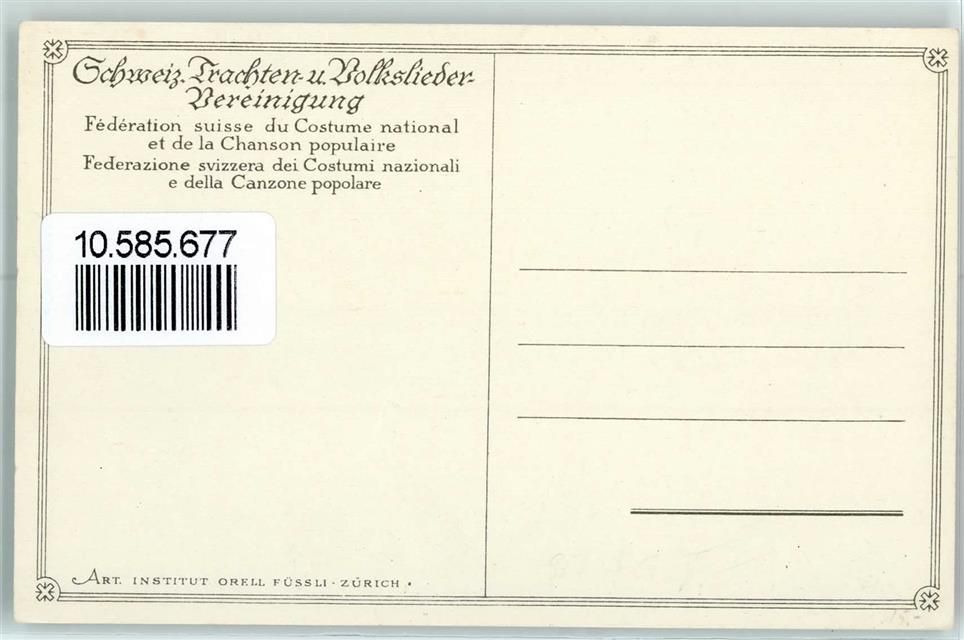 Schweiz. Trachten- u. Volkslieder-
Vereinigung
Fédération suisse du Costume national
et de la Chanson populaire
Federazione svizzera dei Costumi nazionali
e della Canzone popolare
10.585.677
ART. INSTITUT ORELL FÜSSLI · ZÜRICH ·